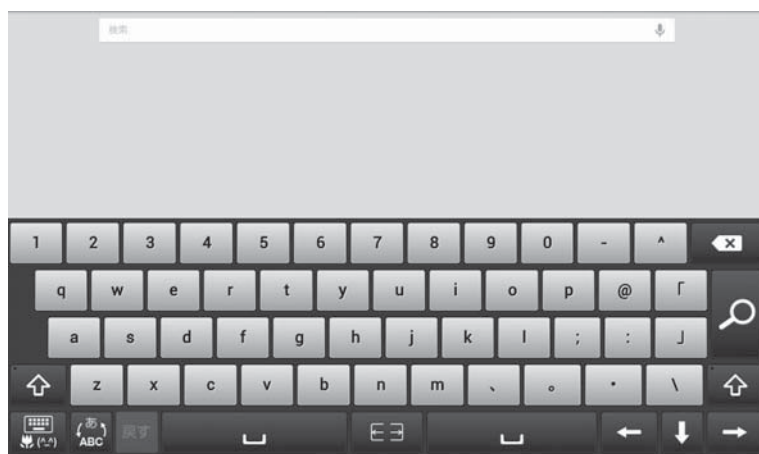 検索
1 2 3 4 5 6 7 8 9 0 - ^
q w e r t y u i o p @ 「
a s d f g h j k l ; : 」
z x c v b n m 、 。 ・ \
(^_^) あ ABC 戻す